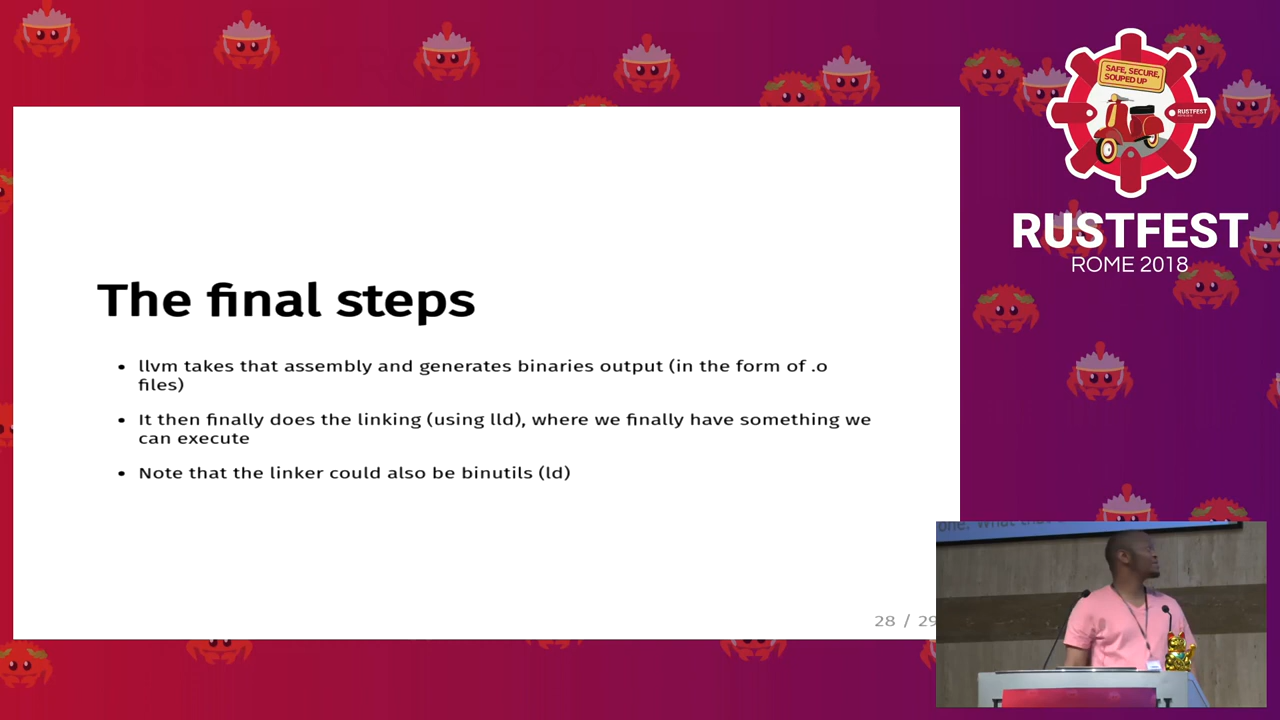 SAFE, SECURE,
SOUPED UP
RUSTFEST
RUSTFEST
ROME 2018
The final steps
• llvm takes that assembly and generates binaries output (in the form of .o
files)
• It then finally does the linking (using lld), where we finally have something we
can execute
• Note that the linker could also be binutils (ld)
28 / 29
one. What